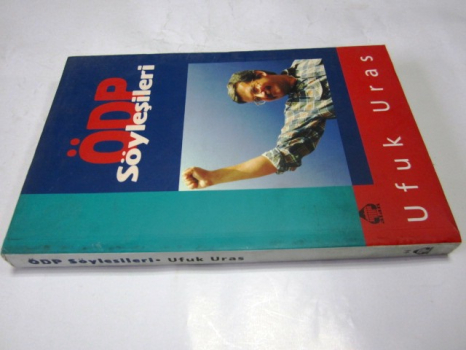 ÖDP
Söyleşileri
Ufuk Uras
ÖDP Söyleşileri - Ufuk Uras